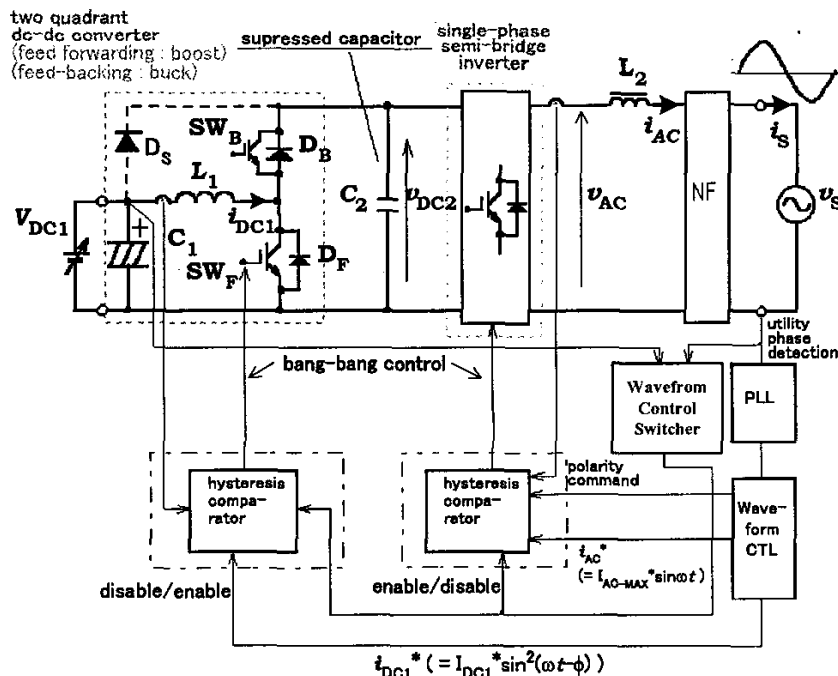 two quadrant
dc-dc converter
(feed forwarding : boost)
(feed-backing : buck)
supressed capacitor
single-phase
semi-bridge
inverter
SW_B
D_B
D_S
L_1
i_DC1
V_DC1
+
C_1
SW_F
D_F
C_2
v_DC2
L_2
i_AC
v_AC
NF
i_S
v_S
utility
phase
detection
bang-bang control
Wavefrom
Control
Switcher
PLL
hysteresis
compa-
rator
hysteresis
compa-
rator
polarity
command
Wave-
form
CTL
i_AC*
(= I_AC-MAX* sinωt)
disable/enable
enable/disable
i_DC1* (= I_DC1* sin²(ωt-ϕ) )